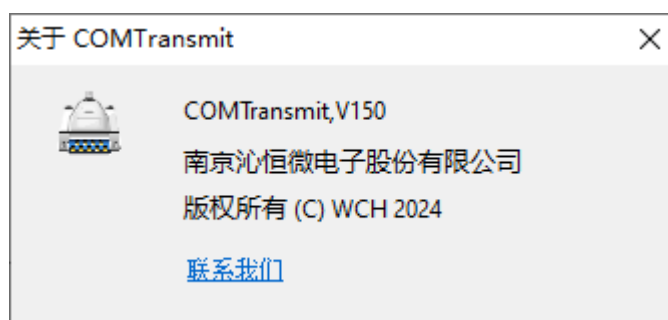 关于 COMTransmit
COMTransmit,V150
南京沁恒微电子股份有限公司
版权所有 (C) WCH 2024
联系我们